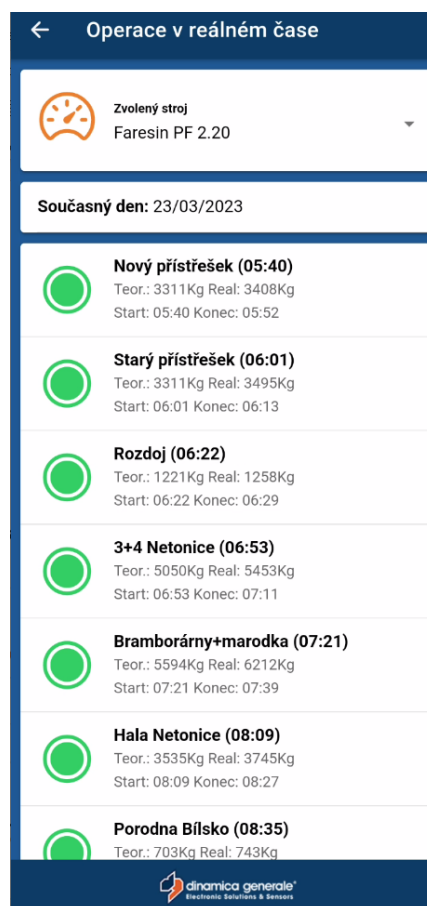 Operace v reálném čase
Zvolený stroj
Faresin PF 2.20
Současný den: 23/03/2023
Nový přístřešek (05:40)
Teor.: 3311Kg Real: 3408Kg
Start: 05:40 Konec: 05:52
Starý přístřešek (06:01)
Teor.: 3311Kg Real: 3495Kg
Start: 06:01 Konec: 06:13
Rozdoj (06:22)
Teor.: 1221Kg Real: 1258Kg
Start: 06:22 Konec: 06:29
3+4 Netonice (06:53)
Teor.: 5050Kg Real: 5453Kg
Start: 06:53 Konec: 07:11
Bramborárny+marodka (07:21)
Teor.: 5594Kg Real: 6212Kg
Start: 07:21 Konec: 07:39
Hala Netonice (08:09)
Teor.: 3535Kg Real: 3745Kg
Start: 08:09 Konec: 08:27
Porodna Bílsko (08:35)
Teor.: 703Kg Real: 743Kg
dinamica generale®
Electronic Solutions & Sensors